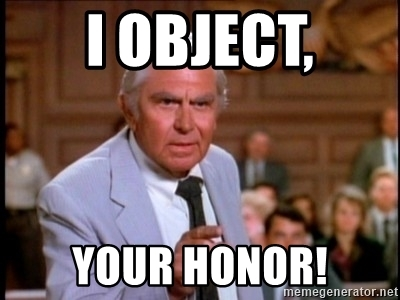 I OBJECT,
YOUR HONOR!
memegenerator.net